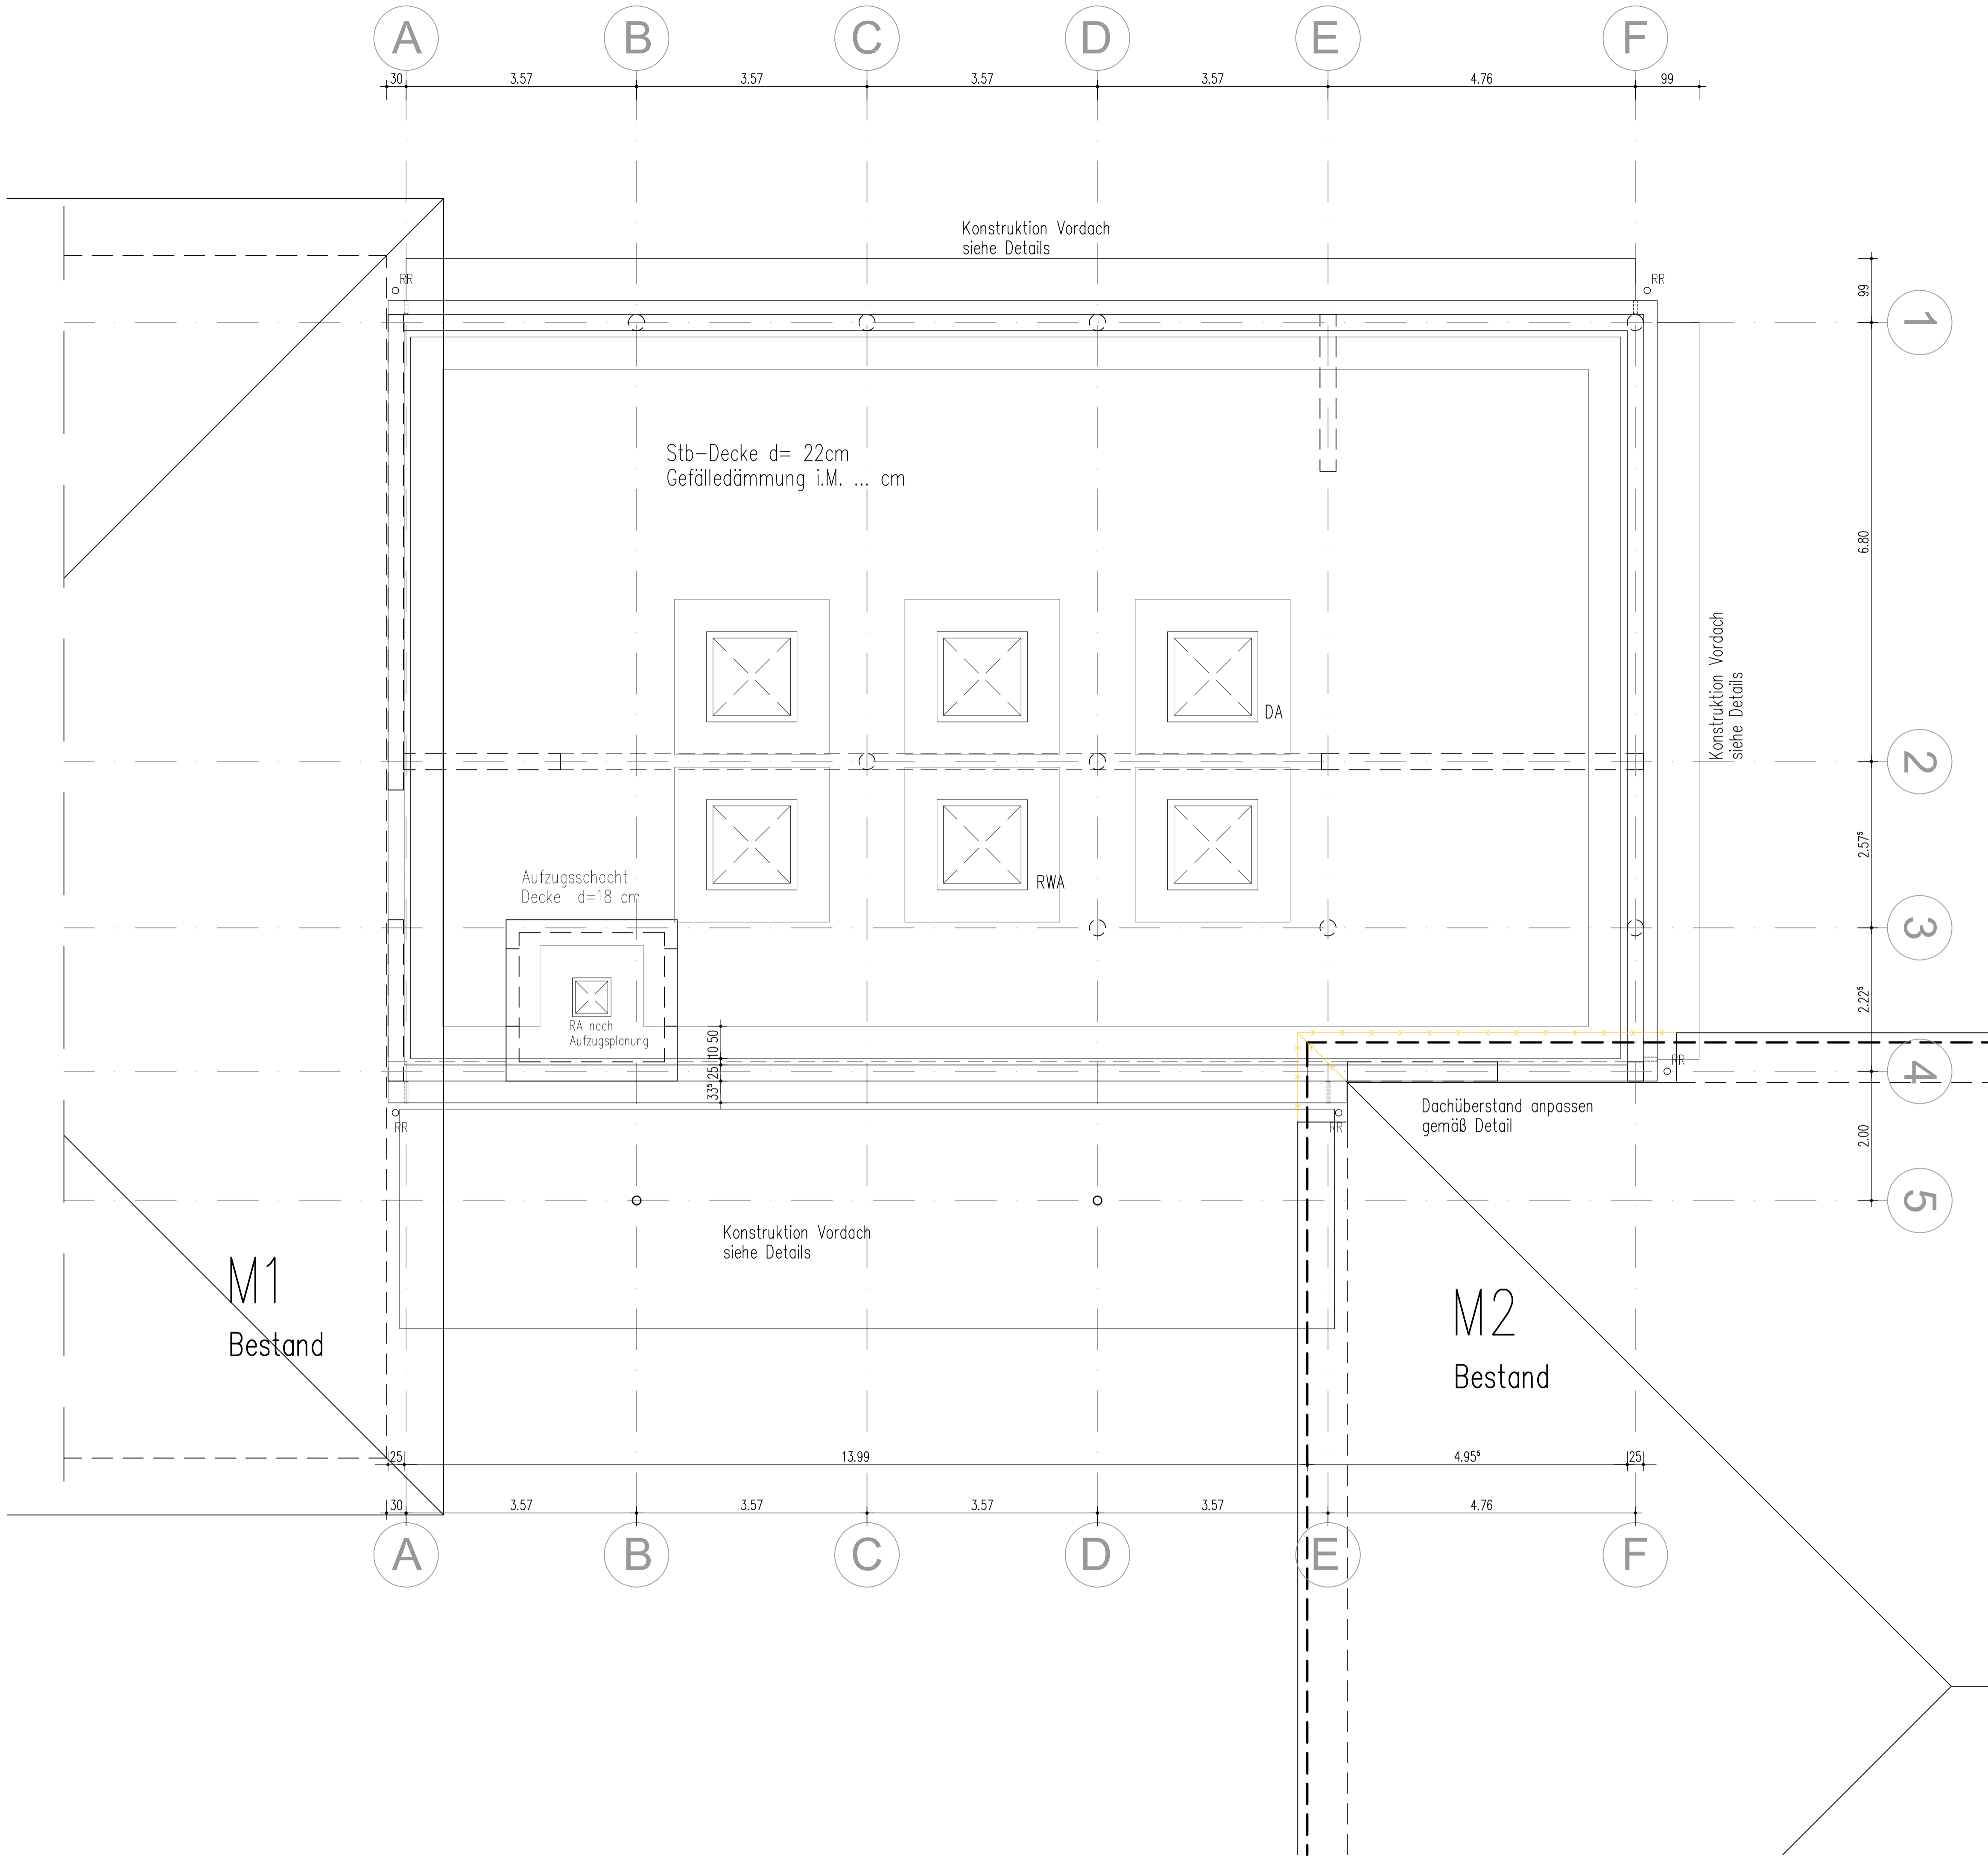 A B C D E F
30 3.57 3.57 3.57 3.57 4.76 99
Konstruktion Vordach
siehe Details
RR RR
99
1
Stb-Decke d= 22cm
Gefälledämmung i.M. ... cm
6.80
Konstruktion Vordach
siehe Details
DA
2
2.57⁵
Aufzugsschacht
Decke d=18 cm
RWA
3
2.22⁵
RA nach
Aufzugsplanung
33⁵ 25 10 50
RR
4
RR RR
Dachüberstand anpassen
gemäß Detail
2.00
5
Konstruktion Vordach
siehe Details
M1
Bestand
M2
Bestand
25 13.99 4.95⁵ 25
30 3.57 3.57 3.57 3.57 4.76
A B C D E F